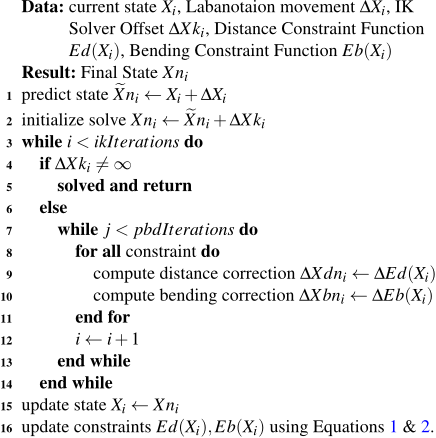 Data: current state X_i, Labanotaion movement ΔX_i, IK
Solver Offset ΔXk_i, Distance Constraint Function
Ed(X_i), Bending Constraint Function Eb(X_i)
Result: Final State Xn_i
1 predict state X̃n_i ← X_i + ΔX_i
2 initialize solve Xn_i ← X̃n_i + ΔXk_i
3 while i < ikIterations do
4 if ΔXk_i ≠ ∞
5 solved and return
6 else
7 while j < pbdIterations do
8 for all constraint do
9 compute distance correction ΔXdn_i ← ΔEd(X_i)
10 compute bending correction ΔXbn_i ← ΔEb(X_i)
11 end for
12 i ← i + 1
13 end while
14 end while
15 update state X_i ← Xn_i
16 update constraints Ed(X_i), Eb(X_i) using Equations 1 & 2.